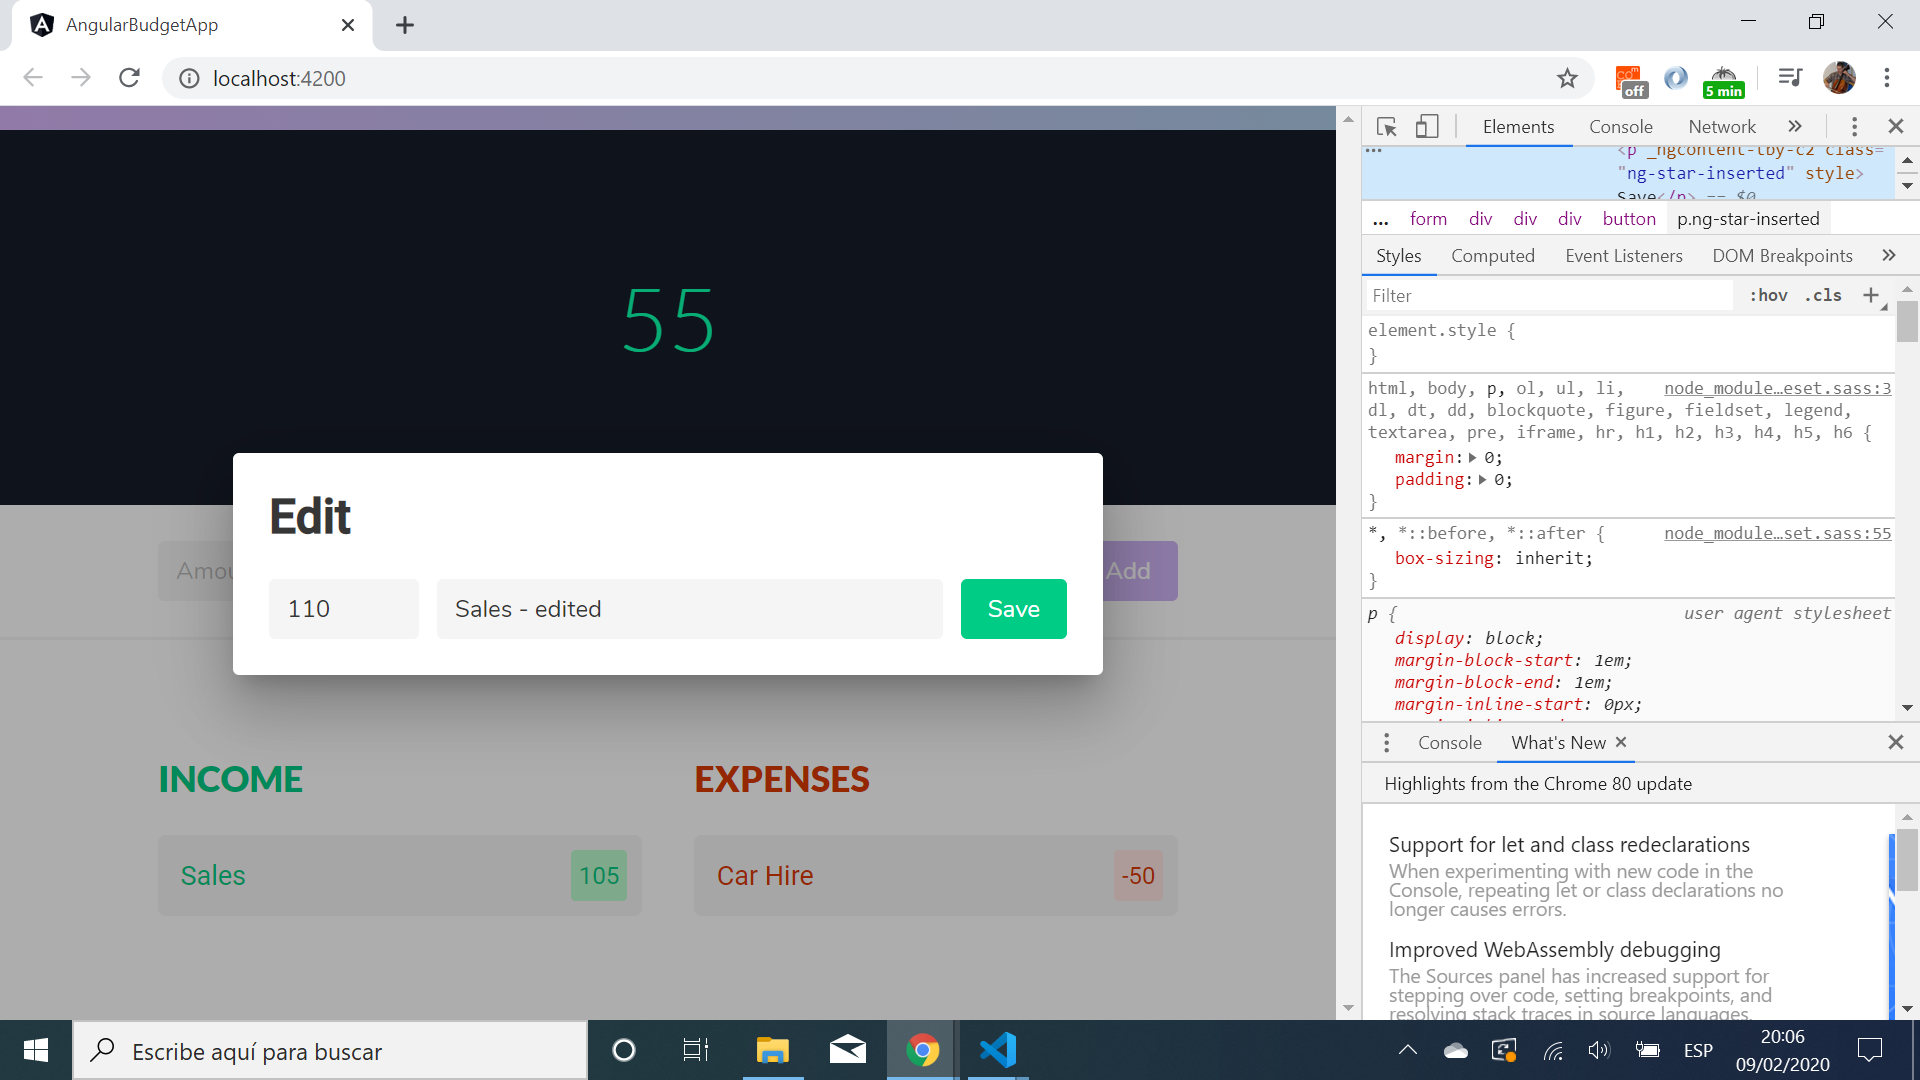 AngularBudgetApp
localhost:4200
off
5 min
55
Edit
Amou
Add
110
Sales - edited
Save
INCOME
EXPENSES
Sales
105
Car Hire
-50
Elements
Console
Network
<p _ngcontent-lby-c2 class=
"ng-star-inserted" style>
Save</p> == $0
... form div div div button p.ng-star-inserted
Styles
Computed
Event Listeners
DOM Breakpoints
Filter
:hov .cls
element.style {
}
html, body, p, ol, ul, li, node_module…eset.sass:3
dl, dt, dd, blockquote, figure, fieldset, legend,
textarea, pre, iframe, hr, h1, h2, h3, h4, h5, h6 {
margin: 0;
padding: 0;
}
*, *::before, *::after { node_module…set.sass:55
box-sizing: inherit;
}
p { user agent stylesheet
display: block;
margin-block-start: 1em;
margin-block-end: 1em;
margin-inline-start: 0px;
Console
What's New
Highlights from the Chrome 80 update
Support for let and class redeclarations
When experimenting with new code in the
Console, repeating let or class declarations no
longer causes errors.
Improved WebAssembly debugging
The Sources panel has increased support for
stepping over code, setting breakpoints, and
resolving stack traces in source languages.
Escribe aquí para buscar
ESP
20:06
09/02/2020